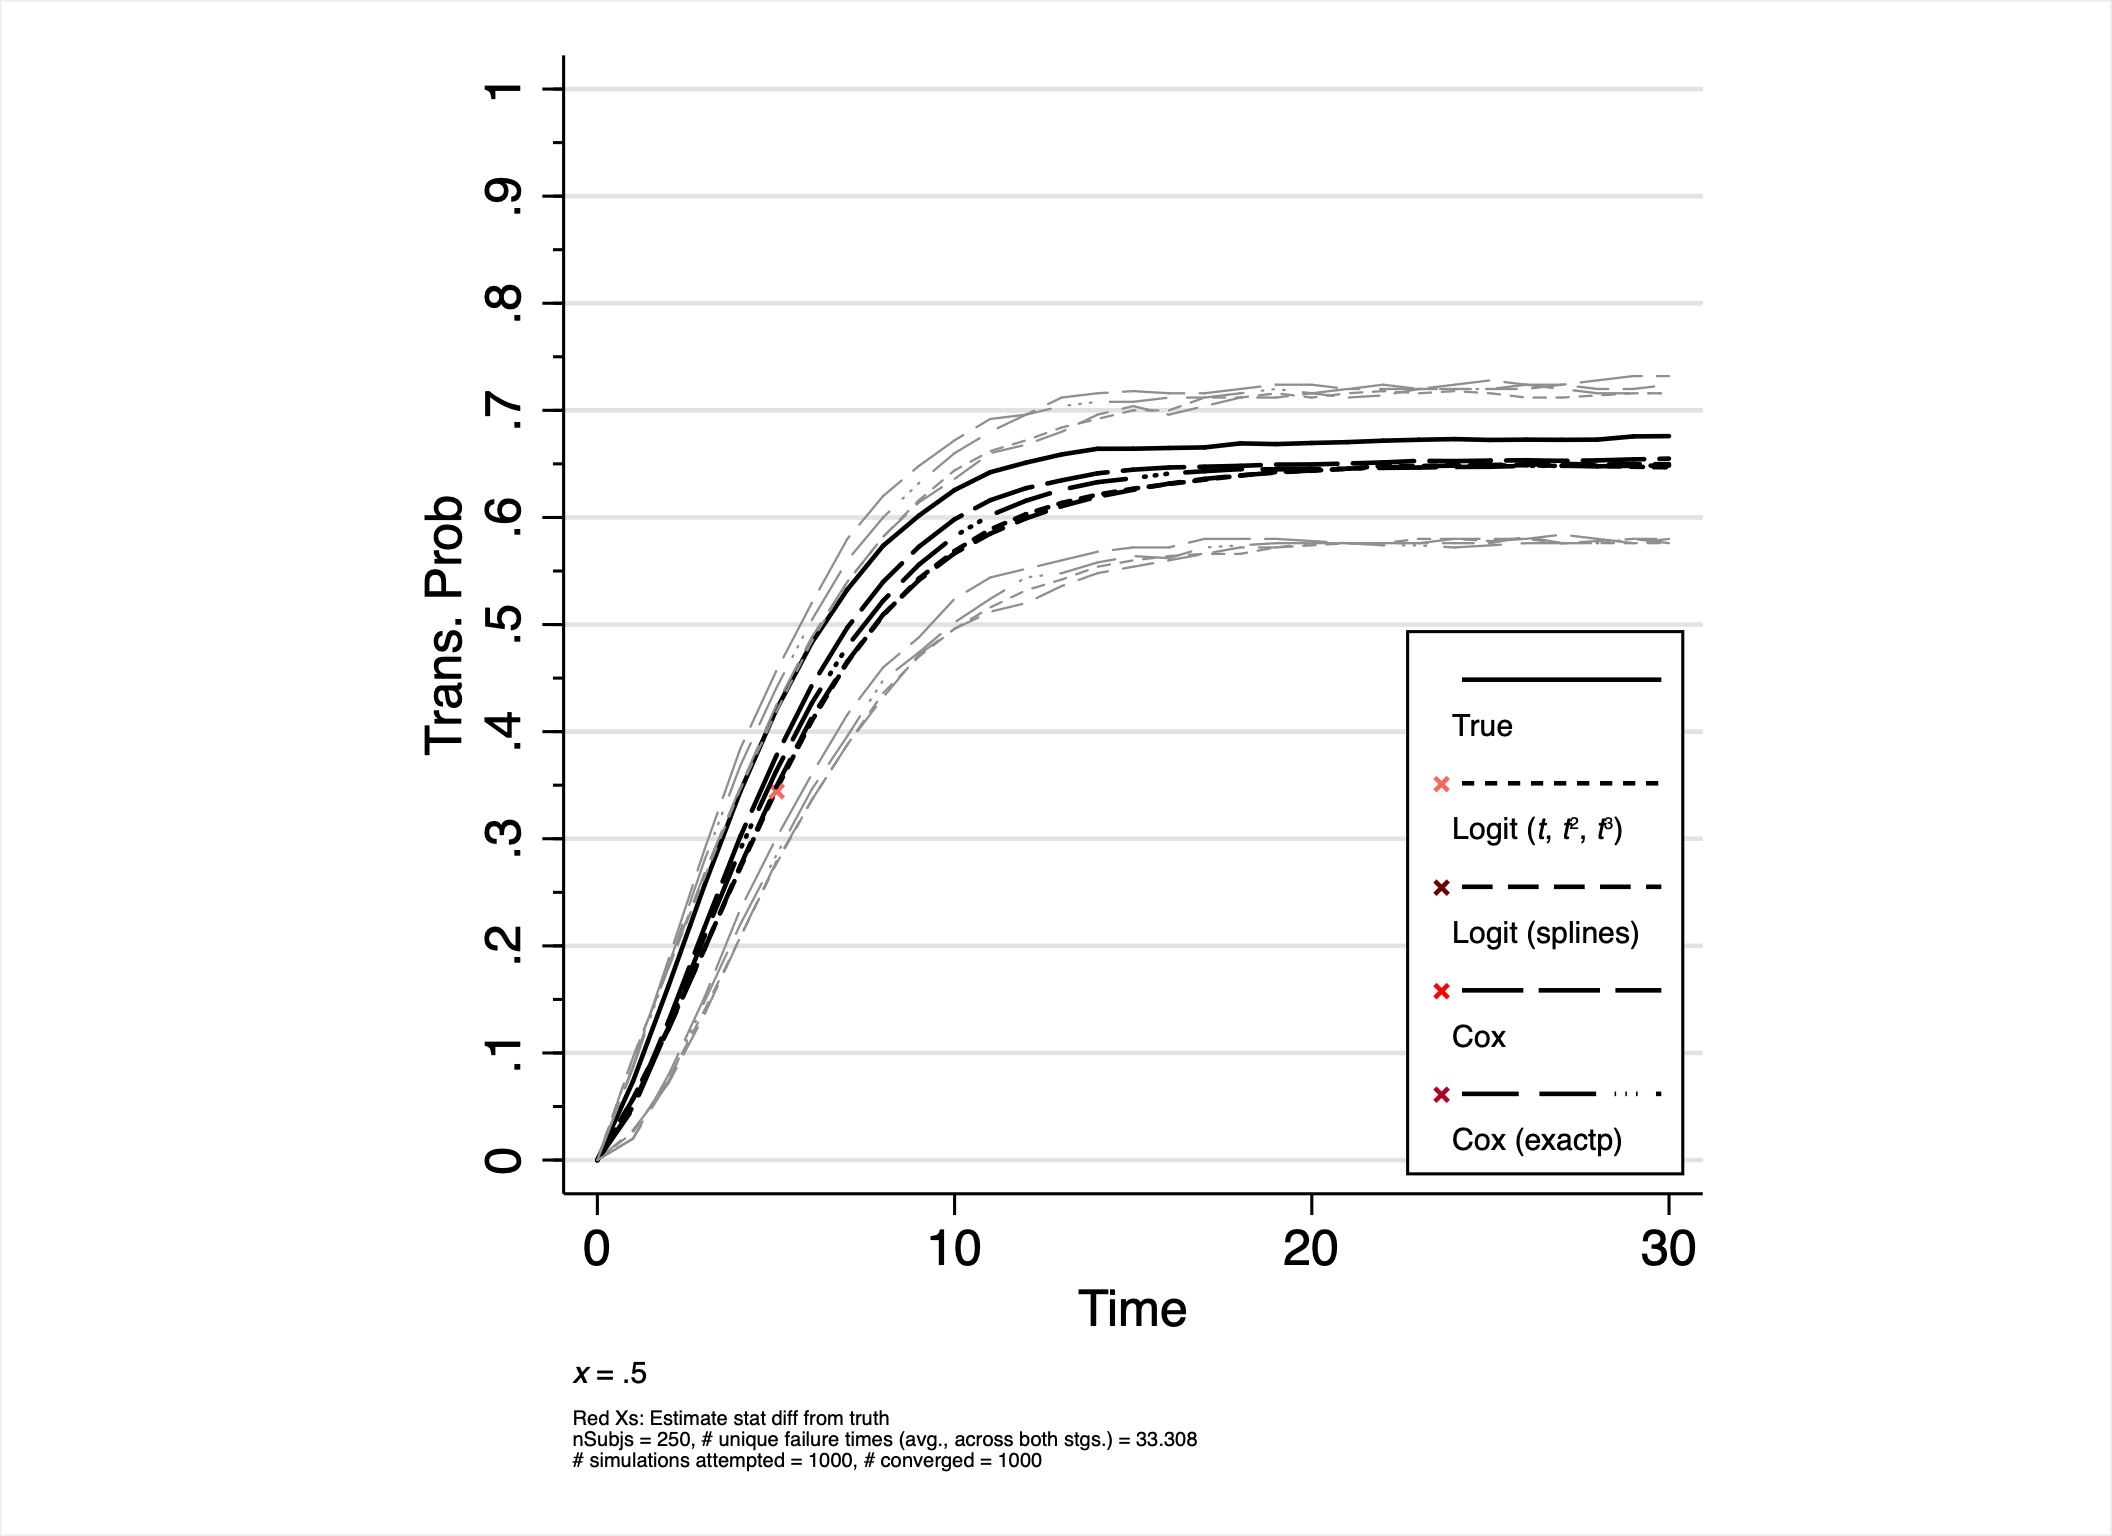 1
.9
.8
.7
.6
.5
.4
.3
.2
.1
0
Trans. Prob
True
Logit (t, t², t³)
Logit (splines)
Cox
Cox (exactp)
0 10 20 30
Time
x = .5
Red Xs: Estimate stat diff from truth
nSubjs = 250, # unique failure times (avg., across both stgs.) = 33.308
# simulations attempted = 1000, # converged = 1000